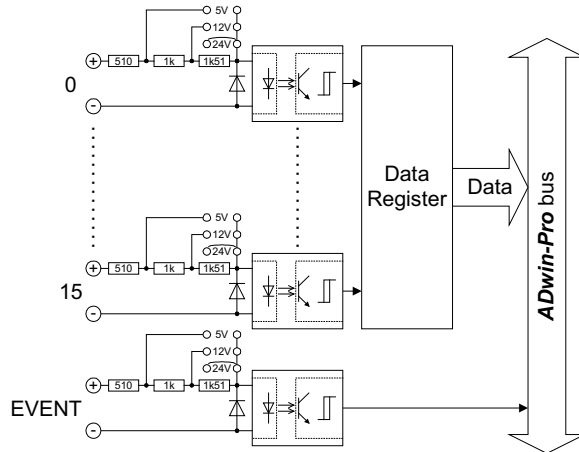 5V
12V
24V
+ 510 1k 1k51
0
-
Data Register
Data
ADwin-Pro bus
5V
12V
24V
+ 510 1k 1k51
15
-
5V
12V
24V
+ 510 1k 1k51
EVENT
-